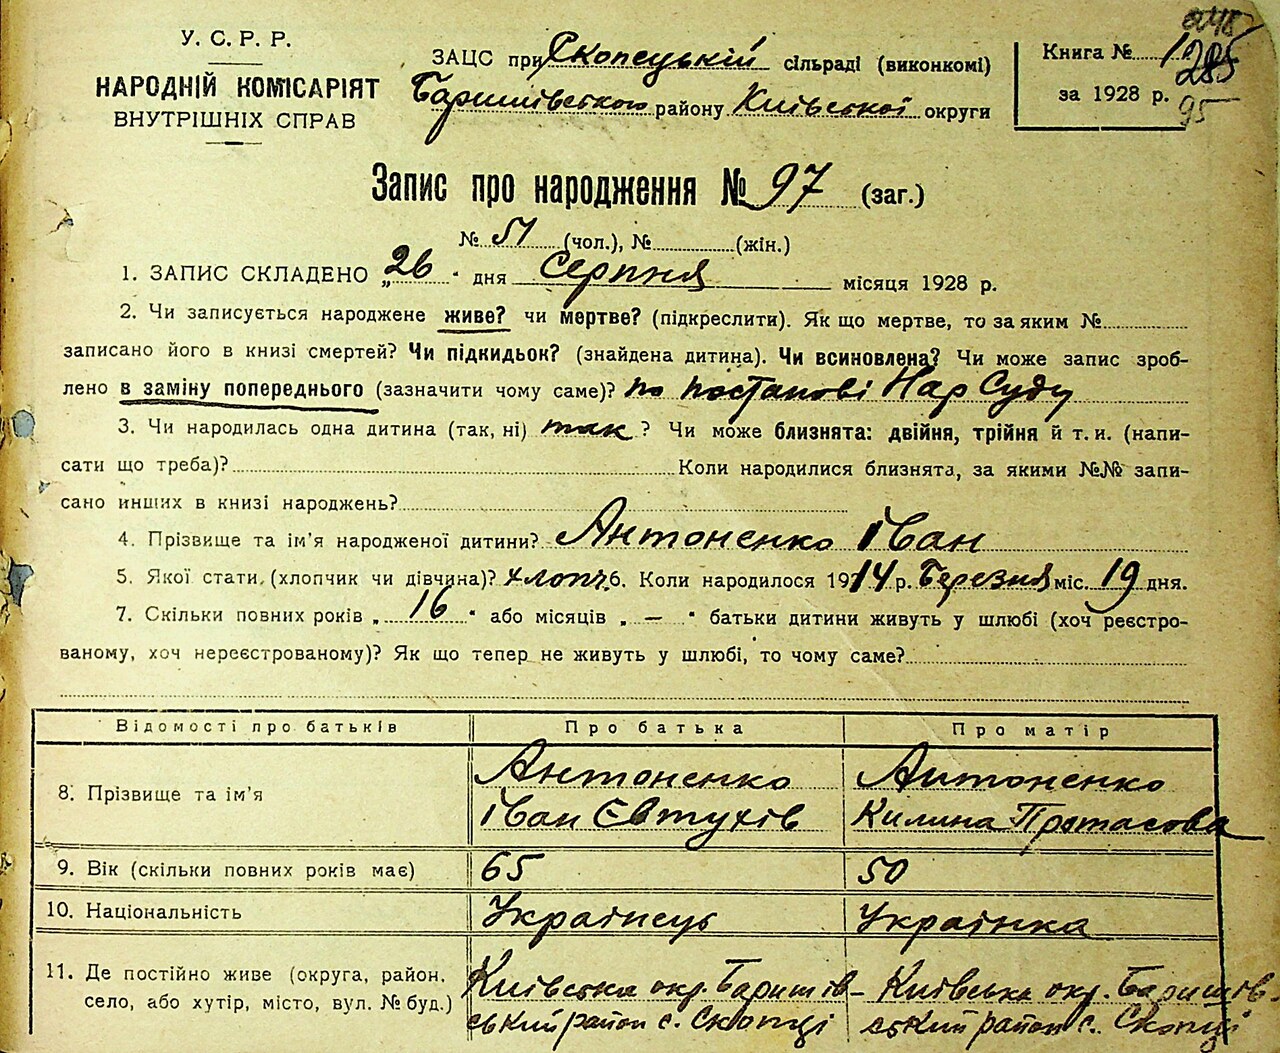 У. С. Р. Р.
НАРОДНІЙ КОМІСАРІЯТ
ВНУТРІШНІХ СПРАВ
ЗАЦС при Скопецькій сільраді (виконкомі)
Баришівського району Київської округи
Книга № 1
за 1928 р. 95
Запис про народження № 97 (заг.)
№ 51 (чол.), № (жін.)
1. ЗАПИС СКЛАДЕНО „26" дня Серпня місяця 1928 р.
2. Чи записується народжене живе? чи мертве? (підкреслити). Як що мертве, то за яким №
записано його в книзі смертей? Чи підкидьок? (знайдена дитина). Чи всиновлена? Чи може запис зроб-
лено в заміну попереднього (зазначити чому саме)? по постанові Нар Суду
3. Чи народилась одна дитина (так, ні) так? Чи може близнята: двійня, трійня й т. и. (напи-
сати що треба)? Коли народилися близнята, за якими №№ запи-
сано инших в книзі народжень?
4. Прізвище та ім'я народженої дитини? Антоненко Іван
5. Якої стати (хлопчик чи дівчина)? хлопч. 6. Коли народилося 1914 р. Березня міс. 19 дня.
7. Скільки повних років „16" або місяців „—" батьки дитини живуть у шлюбі (хоч реєстро-
ваному, хоч нереєстрованому)? Як що тепер не живуть у шлюбі, то чому саме?
Відомості про батьків Про батька Про матір
8. Прізвище та ім'я Антоненко Іван Євтухів Антоненко Килина Протасова
9. Вік (скільки повних років має) 65 50
10. Національність Українець Українка
11. Де постійно живе (округа, район, село, або хутір, місто, вул. № буд.) Київська окр. Баришівський район с. Скопці Київська окр. Баришівський район с. Скопці